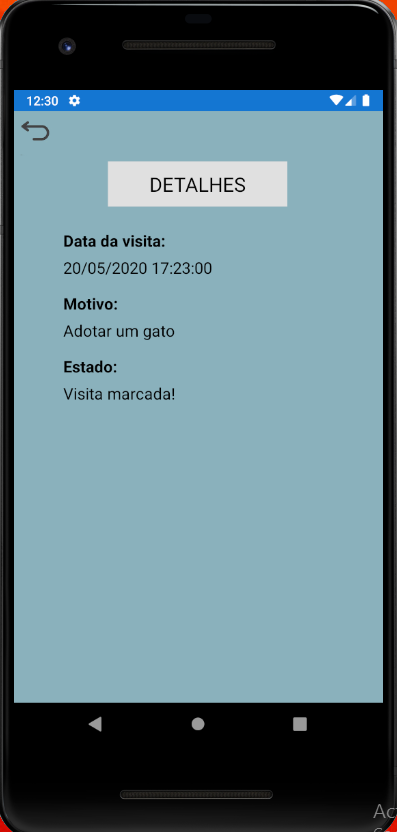 12:30
DETALHES
Data da visita:
20/05/2020 17:23:00
Motivo:
Adotar um gato
Estado:
Visita marcada!